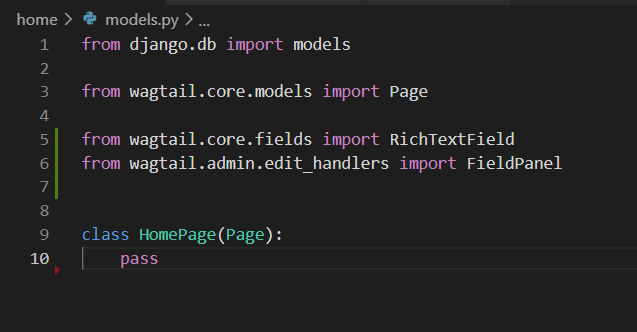 home > models.py > ...
1 from django.db import models
2
3 from wagtail.core.models import Page
4
5 from wagtail.core.fields import RichTextField
6 from wagtail.admin.edit_handlers import FieldPanel
7
8
9 class HomePage(Page):
10     pass